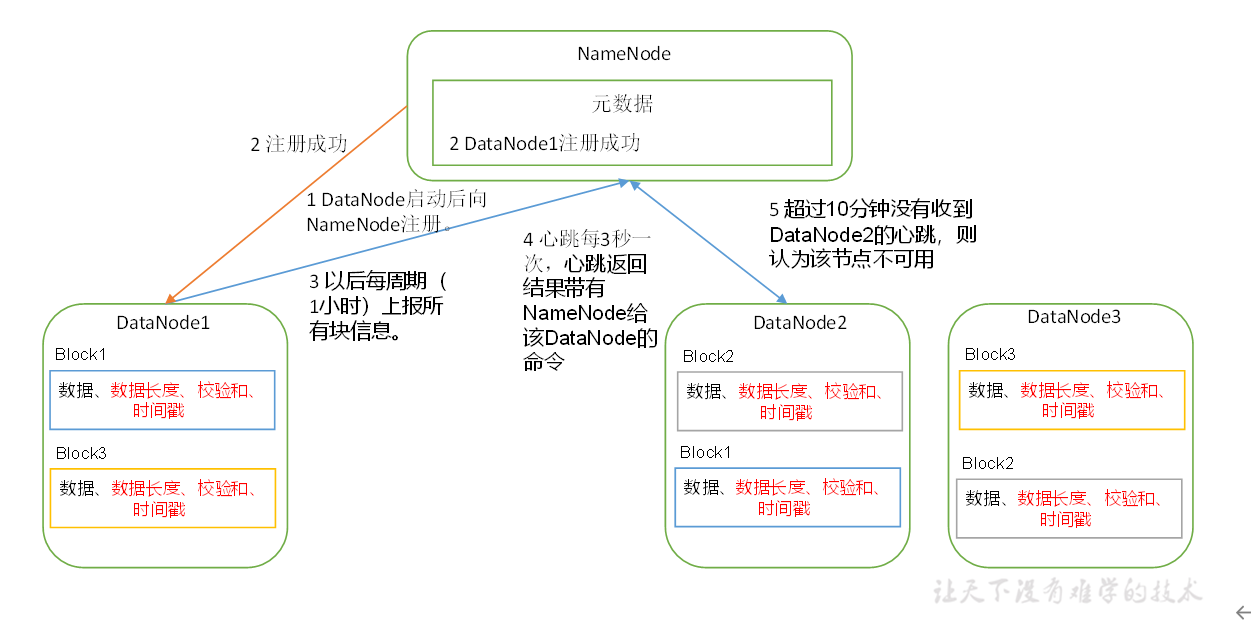 NameNode
元数据
2 DataNode1注册成功
2 注册成功
1 DataNode启动后向
NameNode注册。
3 以后每周期（
1小时）上报所
有块信息。
4 心跳每3秒一
次，心跳返回
结果带有
NameNode给
该DataNode的
命令
5 超过10分钟没有收到
DataNode2的心跳，则
认为该节点不可用
DataNode1
Block1
数据、数据长度、校验和、
时间戳
Block3
数据、数据长度、校验和、
时间戳
DataNode2
Block2
数据、数据长度、校验和、
时间戳
Block1
数据、数据长度、校验和、
时间戳
DataNode3
Block3
数据、数据长度、校验和、
时间戳
Block2
数据、数据长度、校验和、
时间戳
让天下没有难学的技术